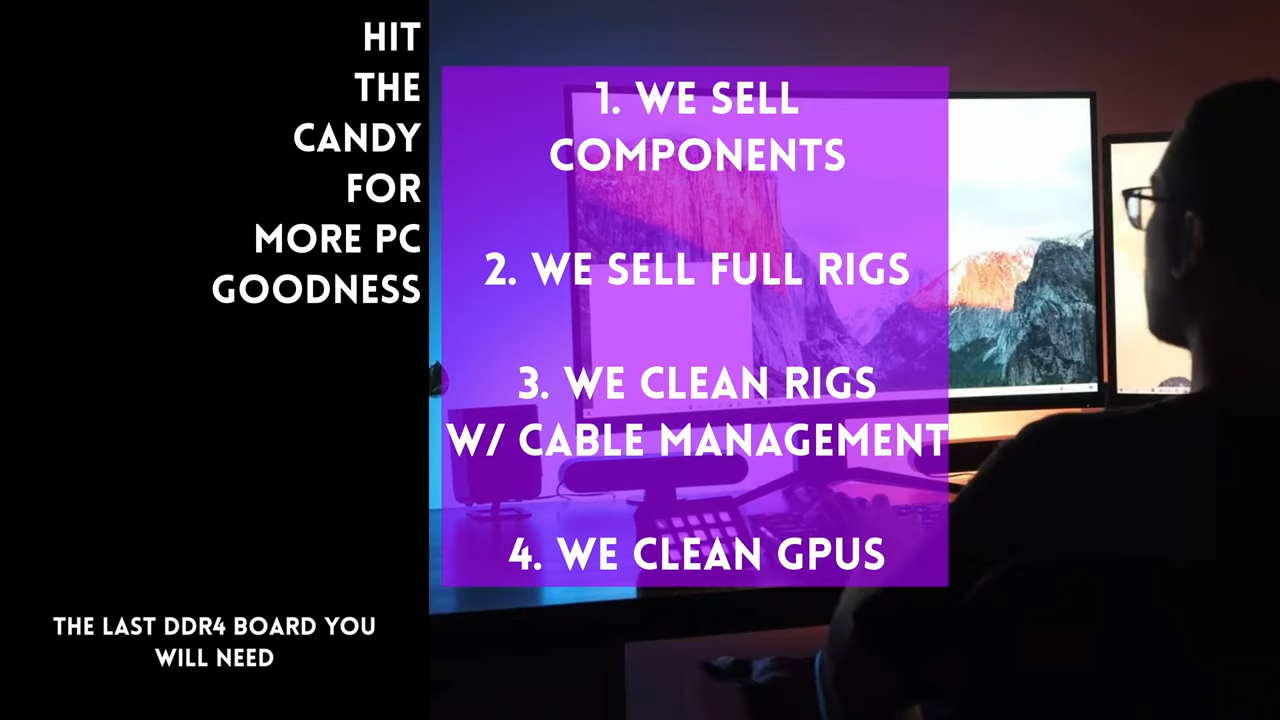 HIT
THE
CANDY
FOR
MORE PC
GOODNESS
1. WE SELL
COMPONENTS
2. WE SELL FULL RIGS
3. WE CLEAN RIGS
W/ CABLE MANAGEMENT
4. WE CLEAN GPUS
THE LAST DDR4 BOARD YOU
WILL NEED